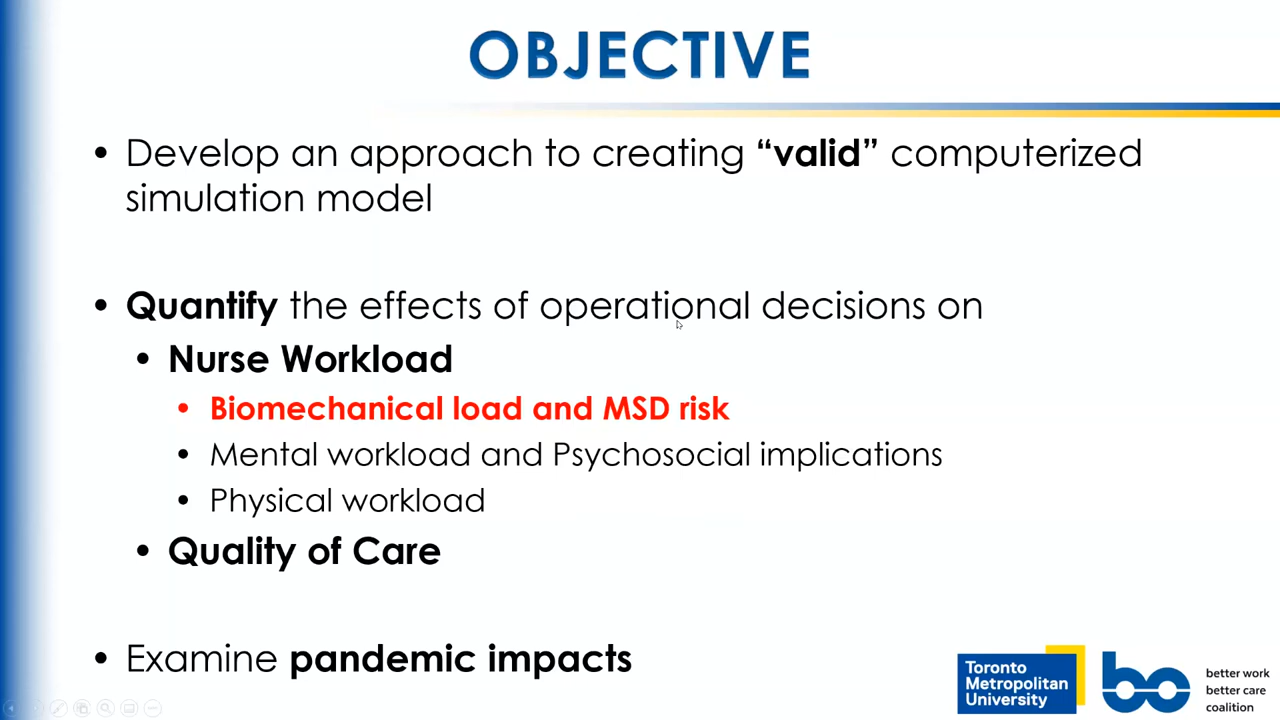 OBJECTIVE
• Develop an approach to creating “valid” computerized
simulation model
• Quantify the effects of operational decisions on
• Nurse Workload
• Biomechanical load and MSD risk
• Mental workload and Psychosocial implications
• Physical workload
• Quality of Care
• Examine pandemic impacts
Toronto
Metropolitan
University
bo
better work
better care
coalition